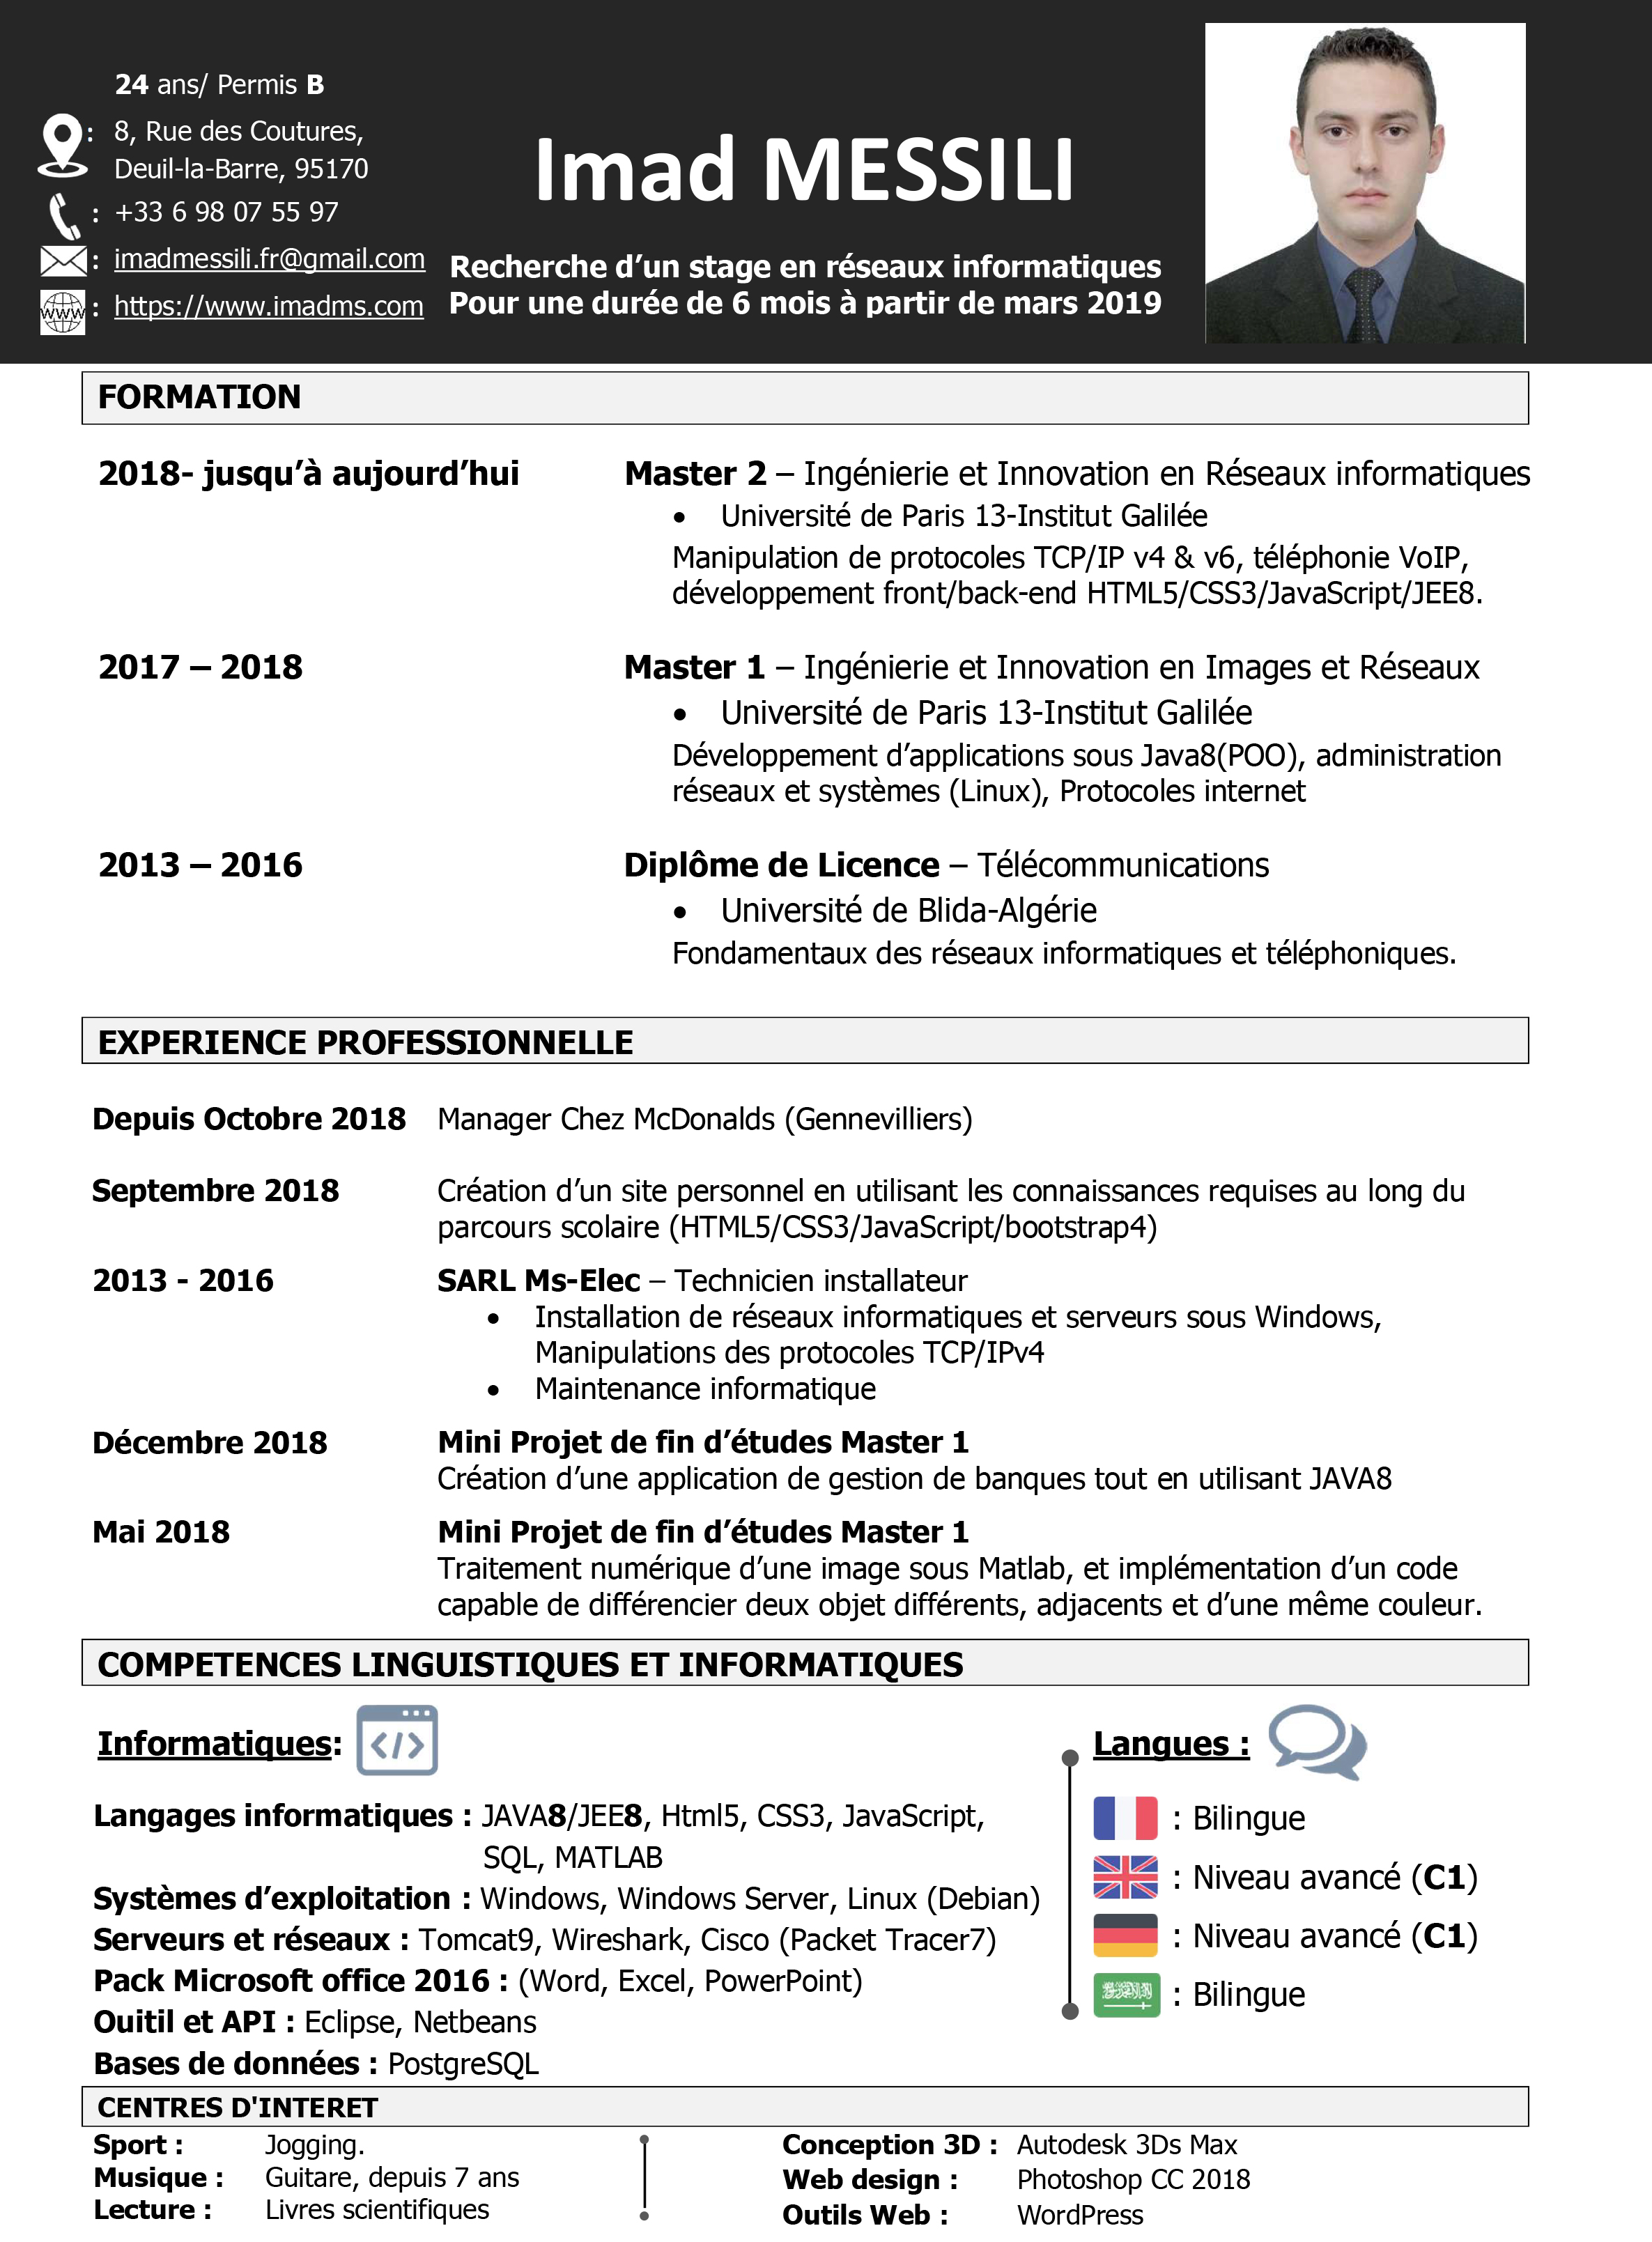 24 ans/ Permis B
: 8, Rue des Coutures,
Deuil-la-Barre, 95170
: +33 6 98 07 55 97
: imadmessili.fr@gmail.com
WWW : https://www.imadms.com
Imad MESSILI
Recherche d’un stage en réseaux informatiques
Pour une durée de 6 mois à partir de mars 2019
FORMATION
2018- jusqu’à aujourd’hui Master 2 – Ingénierie et Innovation en Réseaux informatiques
• Université de Paris 13-Institut Galilée
Manipulation de protocoles TCP/IP v4 & v6, téléphonie VoIP,
développement front/back-end HTML5/CSS3/JavaScript/JEE8.
2017 – 2018 Master 1 – Ingénierie et Innovation en Images et Réseaux
• Université de Paris 13-Institut Galilée
Développement d’applications sous Java8(POO), administration
réseaux et systèmes (Linux), Protocoles internet
2013 – 2016 Diplôme de Licence – Télécommunications
• Université de Blida-Algérie
Fondamentaux des réseaux informatiques et téléphoniques.
EXPERIENCE PROFESSIONNELLE
Depuis Octobre 2018 Manager Chez McDonalds (Gennevilliers)
Septembre 2018 Création d’un site personnel en utilisant les connaissances requises au long du
parcours scolaire (HTML5/CSS3/JavaScript/bootstrap4)
2013 - 2016 SARL Ms-Elec – Technicien installateur
• Installation de réseaux informatiques et serveurs sous Windows,
Manipulations des protocoles TCP/IPv4
• Maintenance informatique
Décembre 2018 Mini Projet de fin d’études Master 1
Création d’une application de gestion de banques tout en utilisant JAVA8
Mai 2018 Mini Projet de fin d’études Master 1
Traitement numérique d’une image sous Matlab, et implémentation d’un code
capable de différencier deux objet différents, adjacents et d’une même couleur.
COMPETENCES LINGUISTIQUES ET INFORMATIQUES
Informatiques: </>
Langages informatiques : JAVA8/JEE8, Html5, CSS3, JavaScript,
SQL, MATLAB
Systèmes d’exploitation : Windows, Windows Server, Linux (Debian)
Serveurs et réseaux : Tomcat9, Wireshark, Cisco (Packet Tracer7)
Pack Microsoft office 2016 : (Word, Excel, PowerPoint)
Ouitil et API : Eclipse, Netbeans
Bases de données : PostgreSQL
Langues :
: Bilingue
: Niveau avancé (C1)
: Niveau avancé (C1)
: Bilingue
CENTRES D'INTERET
Sport : Jogging.
Musique : Guitare, depuis 7 ans
Lecture : Livres scientifiques
Conception 3D : Autodesk 3Ds Max
Web design : Photoshop CC 2018
Outils Web : WordPress